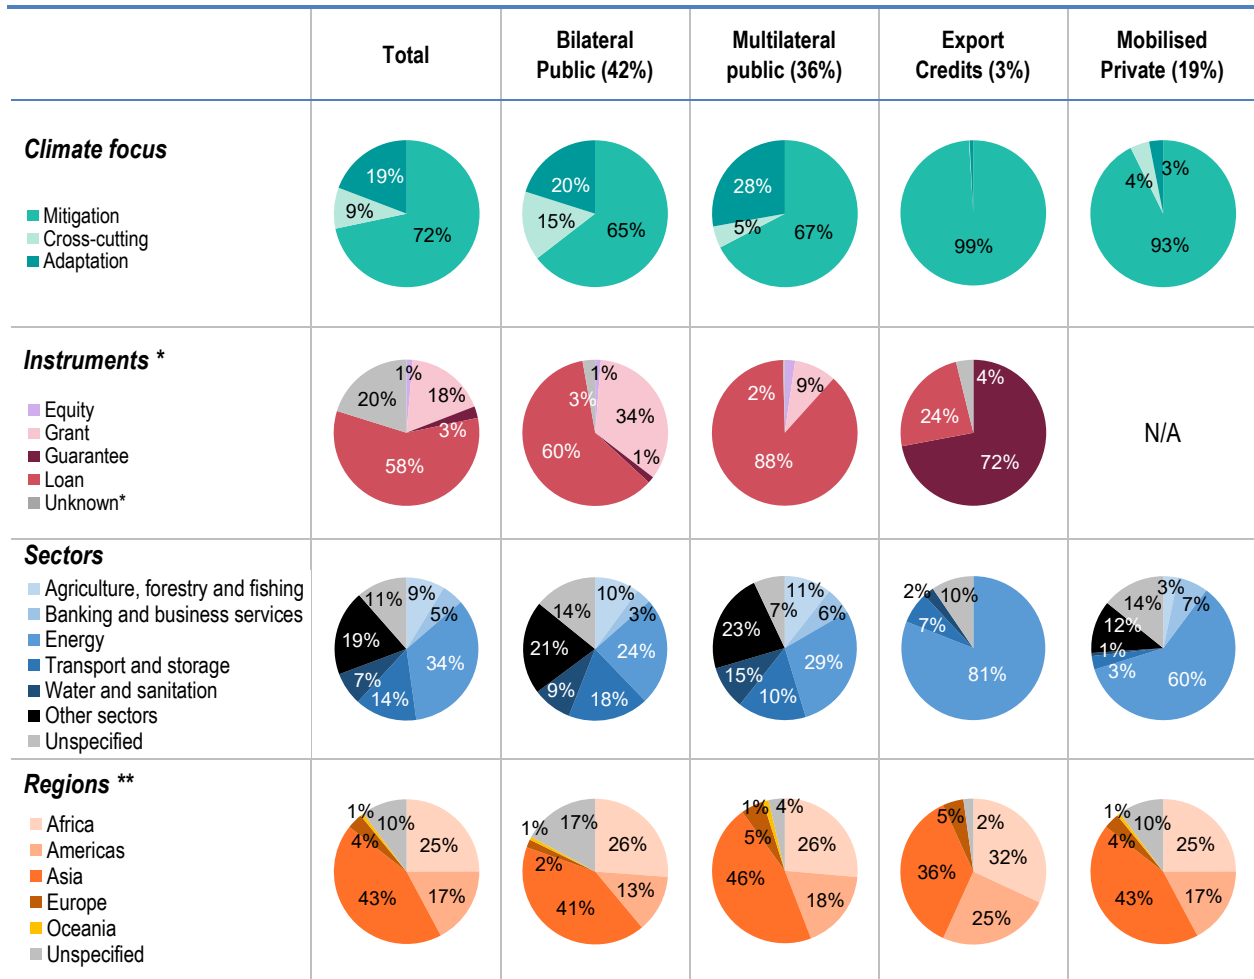 Total
Bilateral
Public (42%)
Multilateral
public (36%)
Export
Credits (3%)
Mobilised
Private (19%)
Climate focus
Mitigation
Cross-cutting
Adaptation
19%
9%
72%
20%
15%
65%
28%
5%
67%
99%
3%
4%
93%
Instruments *
Equity
Grant
Guarantee
Loan
Unknown*
1%
18%
20%
3%
58%
1%
3%
34%
1%
60%
2%
9%
88%
4%
24%
72%
N/A
Sectors
Agriculture, forestry and fishing
Banking and business services
Energy
Transport and storage
Water and sanitation
Other sectors
Unspecified
9%
11%
5%
19%
34%
7%
14%
10%
14%
3%
21%
24%
9%
18%
11%
7%
6%
23%
29%
15%
10%
2%
10%
7%
81%
3%
14%
7%
12%
1%
3%
60%
Regions **
Africa
Americas
Asia
Europe
Oceania
Unspecified
1%
10%
4%
25%
43%
17%
1%
17%
26%
2%
13%
41%
1%
4%
5%
26%
46%
18%
5%
2%
32%
36%
25%
1%
10%
4%
25%
43%
17%